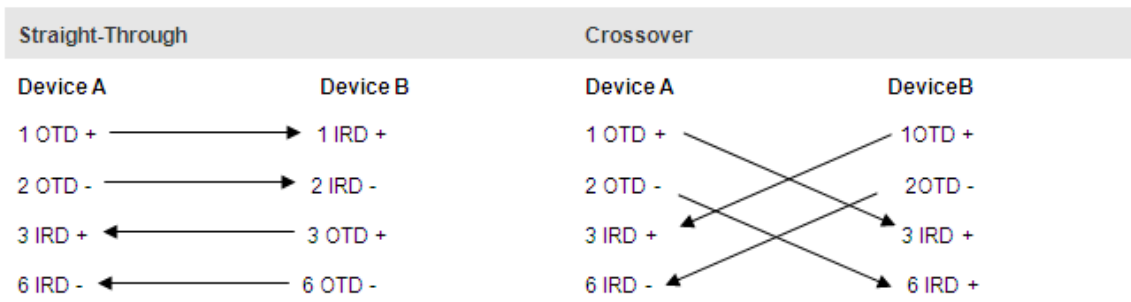 Straight-Through Crossover
Device A Device B Device A DeviceB
1 OTD + 1 IRD + 1 OTD + 1OTD +
2 OTD - 2 IRD - 2 OTD - 2OTD -
3 IRD + 3 OTD + 3 IRD + 3 IRD +
6 IRD - 6 OTD - 6 IRD - 6 IRD +